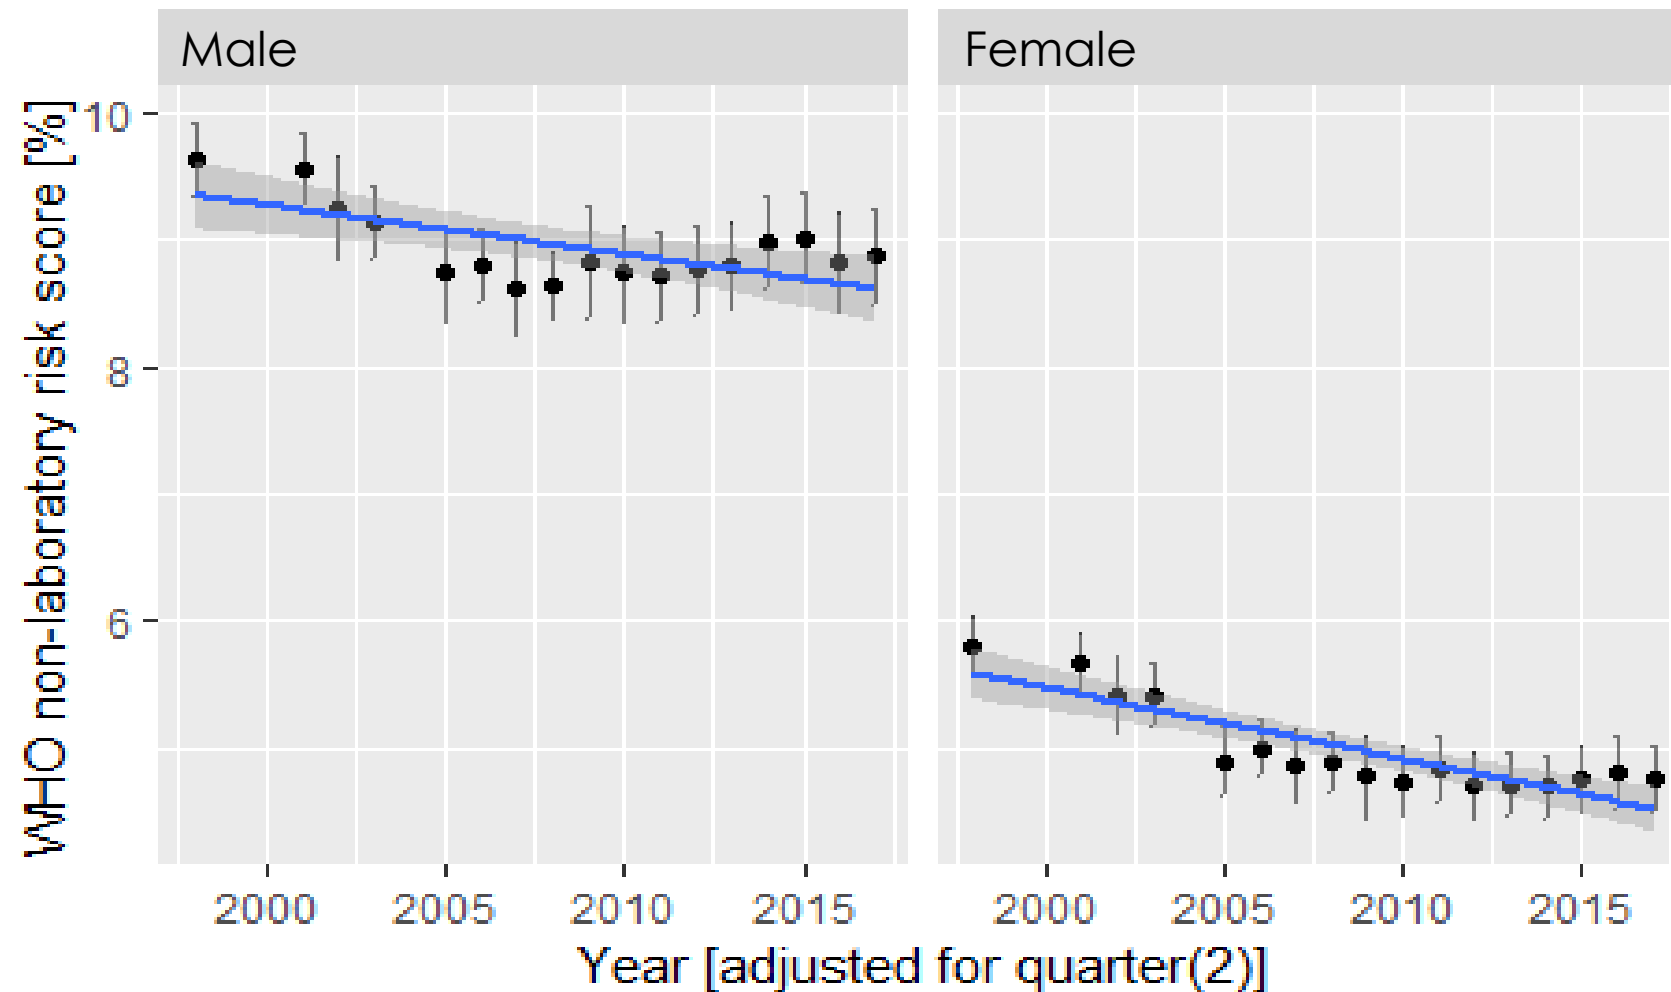 Male
Female
WHO non-laboratory risk score [%]
10
8
6
2000 2005 2010 2015
2000 2005 2010 2015
Year [adjusted for quarter(2)]